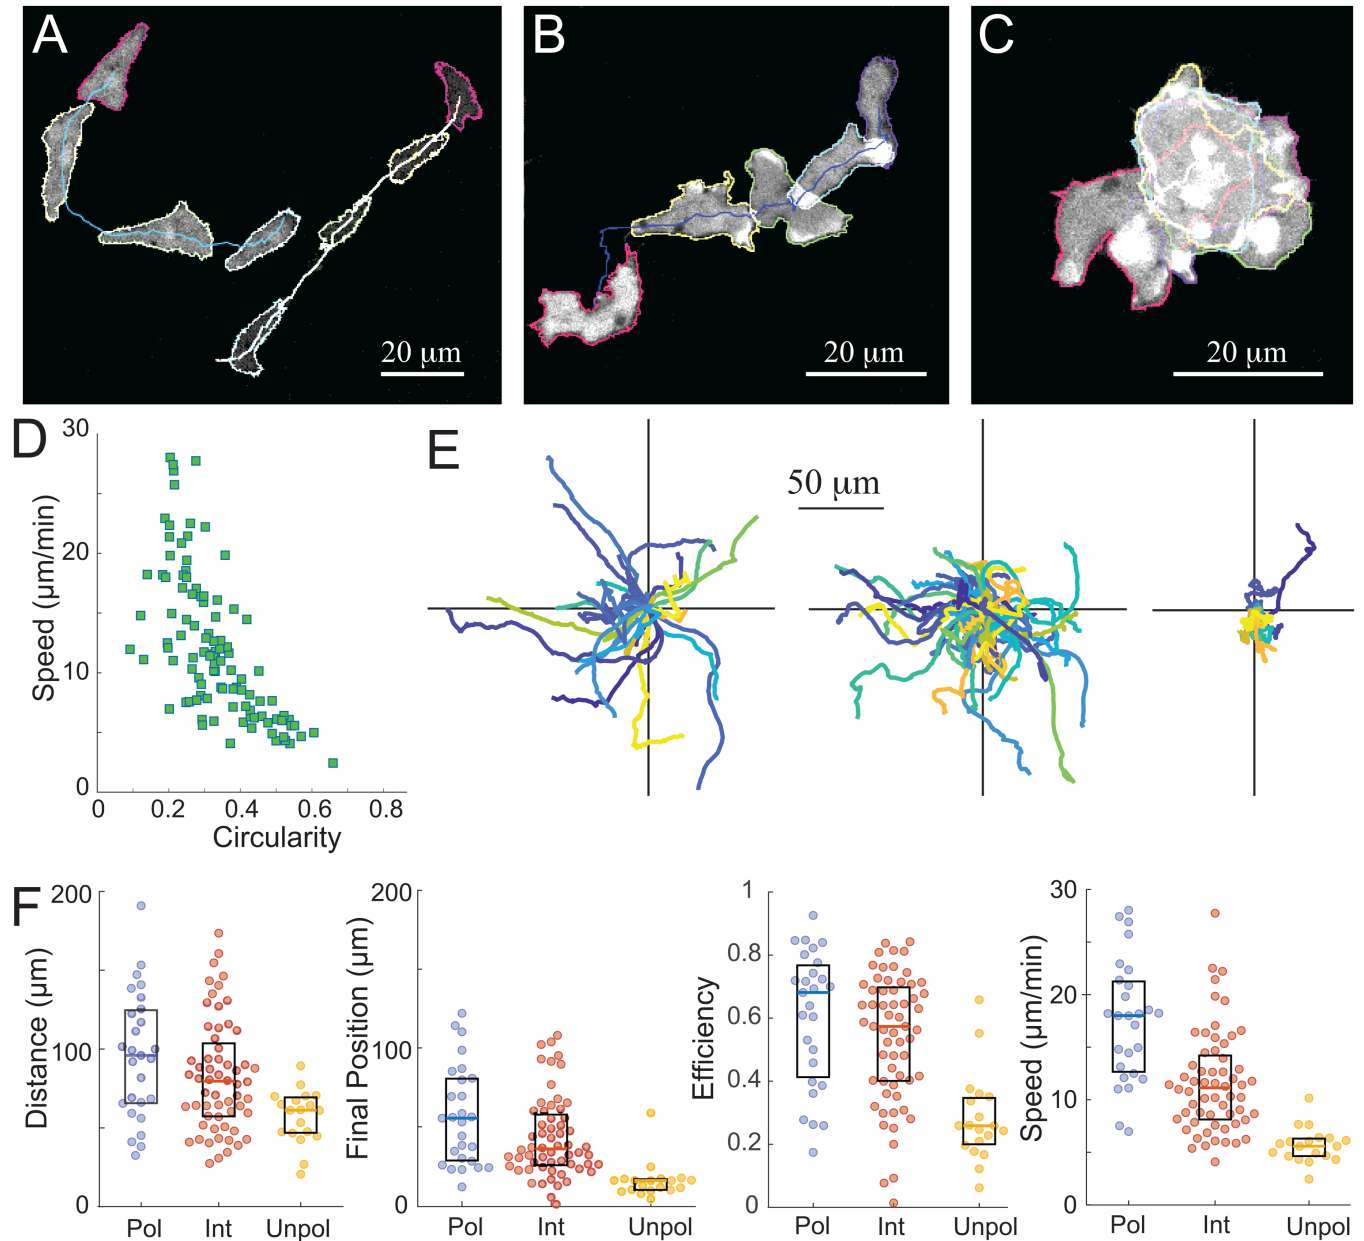 A
B
C
20 μm
20 μm
20 μm
D
30
20
10
0
Speed (μm/min)
0
0.2
0.4
0.6
0.8
Circularity
E
50 μm
F
200
100
0
Distance (μm)
Pol
Int
Unpol
200
100
0
Final Position (μm)
Pol
Int
Unpol
1
0.8
0.6
0.4
0.2
0
Efficiency
Pol
Int
Unpol
30
20
10
0
Speed (μm/min)
Pol
Int
Unpol